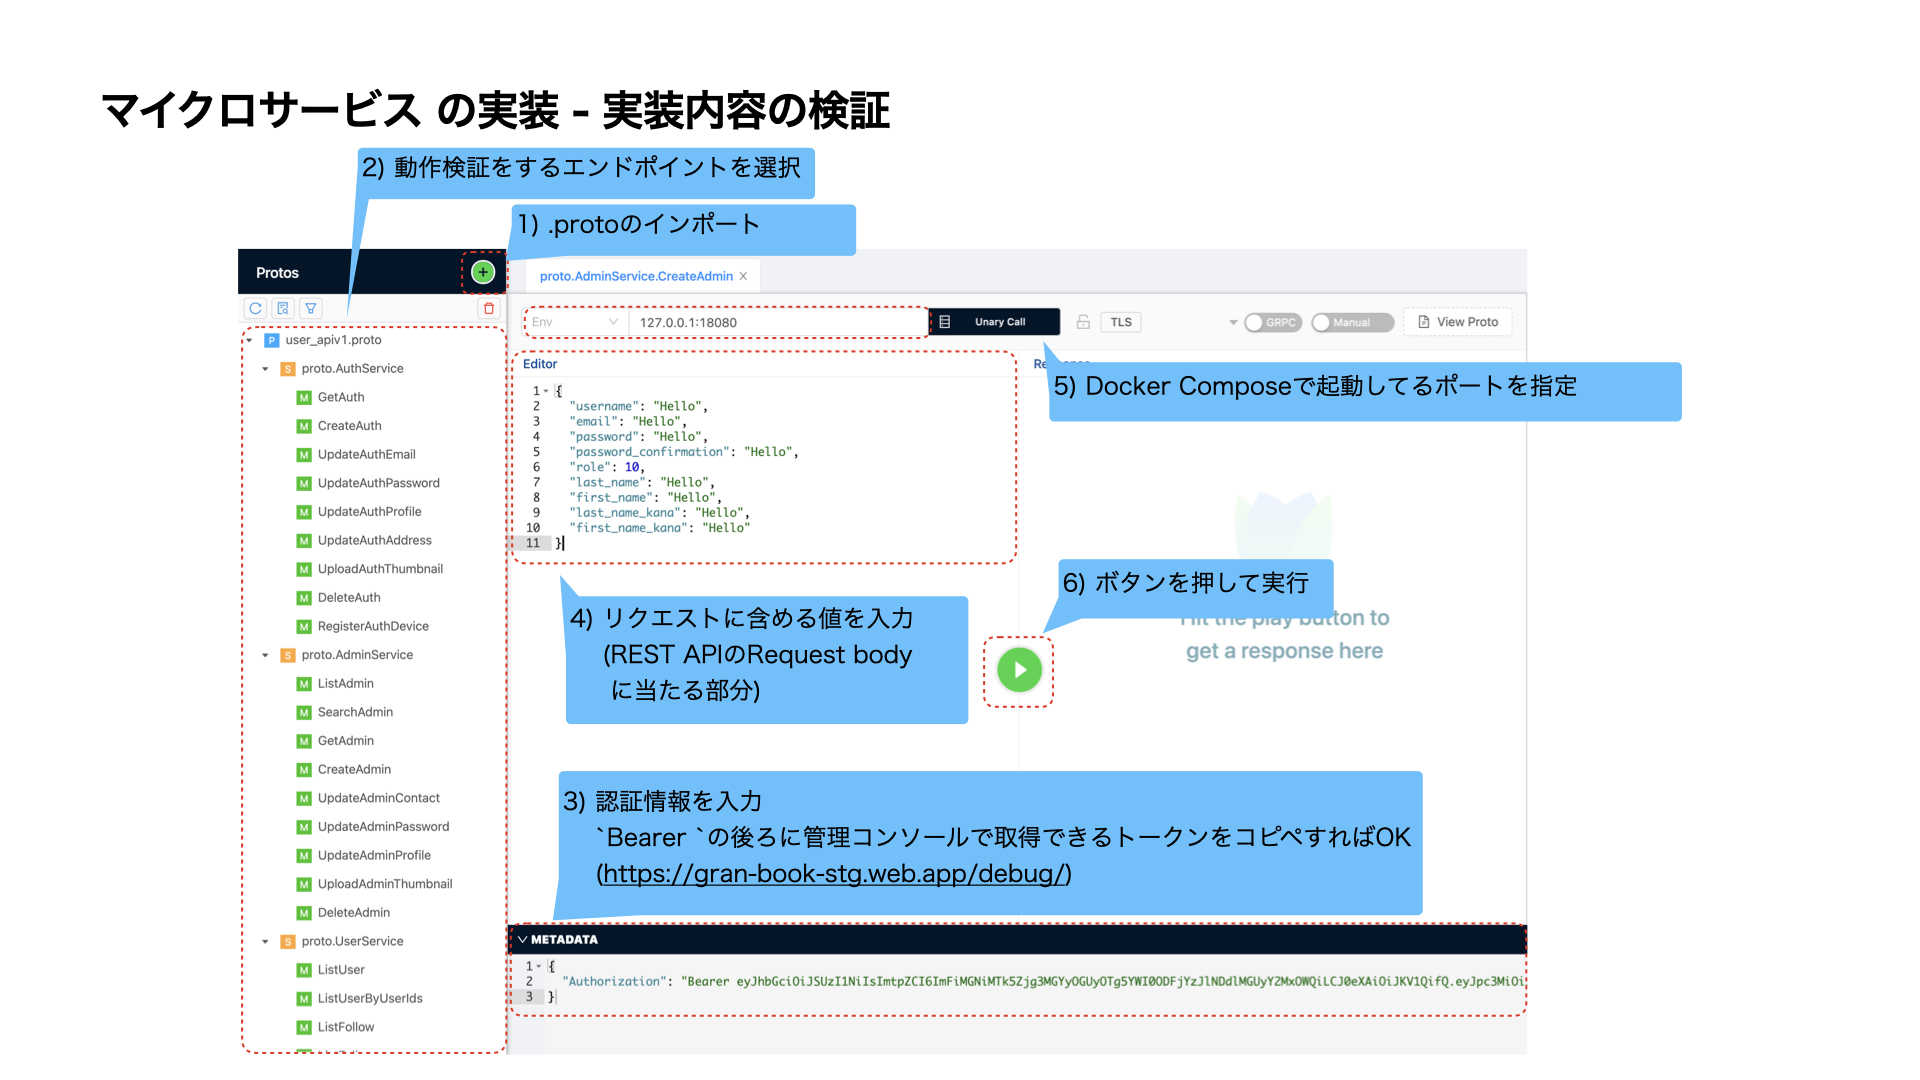 マイクロサービス の実装 - 実装内容の検証
2) 動作検証をするエンドポイントを選択
1) .protoのインポート
Protos
proto.AdminService.CreateAdmin
Env
127.0.0.1:18080
Unary Call
TLS
GRPC
Manual
View Proto
user_apiv1.proto
proto.AuthService
GetAuth
CreateAuth
UpdateAuthEmail
UpdateAuthPassword
UpdateAuthProfile
UpdateAuthAddress
UploadAuthThumbnail
DeleteAuth
RegisterAuthDevice
proto.AdminService
ListAdmin
SearchAdmin
GetAdmin
CreateAdmin
UpdateAdminContact
UpdateAdminPassword
UpdateAdminProfile
UploadAdminThumbnail
DeleteAdmin
proto.UserService
ListUser
ListUserByUserIds
ListFollow
Editor
1 {
2 "username": "Hello",
3 "email": "Hello",
4 "password": "Hello",
5 "password_confirmation": "Hello",
6 "role": 10,
7 "last_name": "Hello",
8 "first_name": "Hello",
9 "last_name_kana": "Hello",
10 "first_name_kana": "Hello"
11 }
5) Docker Composeで起動してるポートを指定
6) ボタンを押して実行
Hit the play button to
get a response here
4) リクエストに含める値を入力
(REST APIのRequest body
に当たる部分)
3) 認証情報を入力
`Bearer `の後ろに管理コンソールで取得できるトークンをコピペすればOK
(https://gran-book-stg.web.app/debug/)
METADATA
1 {
2 "Authorization": "Bearer eyJhbGciOiJSUzI1NiIsImtpZCI6ImFiMGNiMTk5Zjg3MGYyOGUyOTg5YWI0ODFjYzJlNDdlMGUyY2MxOWQiLCJ0eXAiOiJKV1QifQ.eyJpc3MiOi
3 }